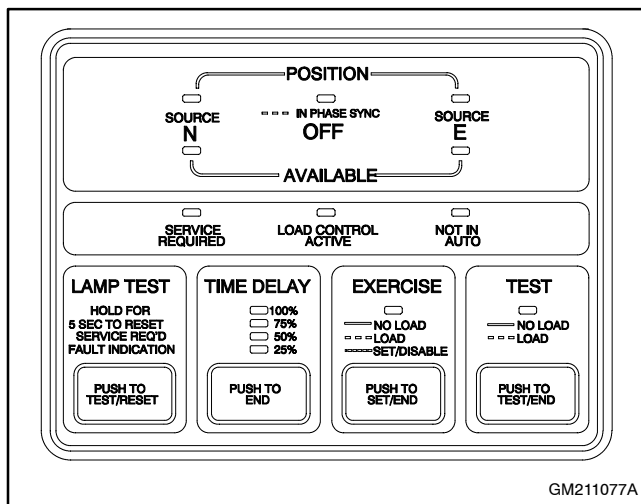 POSITION
SOURCE
N
IN PHASE SYNC
OFF
SOURCE
E
AVAILABLE
SERVICE
REQUIRED
LOAD CONTROL
ACTIVE
NOT IN
AUTO
LAMP TEST
HOLD FOR
5 SEC TO RESET
SERVICE REQ'D
FAULT INDICATION
PUSH TO
TEST/RESET
TIME DELAY
100%
75%
50%
25%
PUSH TO
END
EXERCISE
NO LOAD
LOAD
SET/DISABLE
PUSH TO
SET/END
TEST
NO LOAD
LOAD
PUSH TO
TEST/END
GM211077A